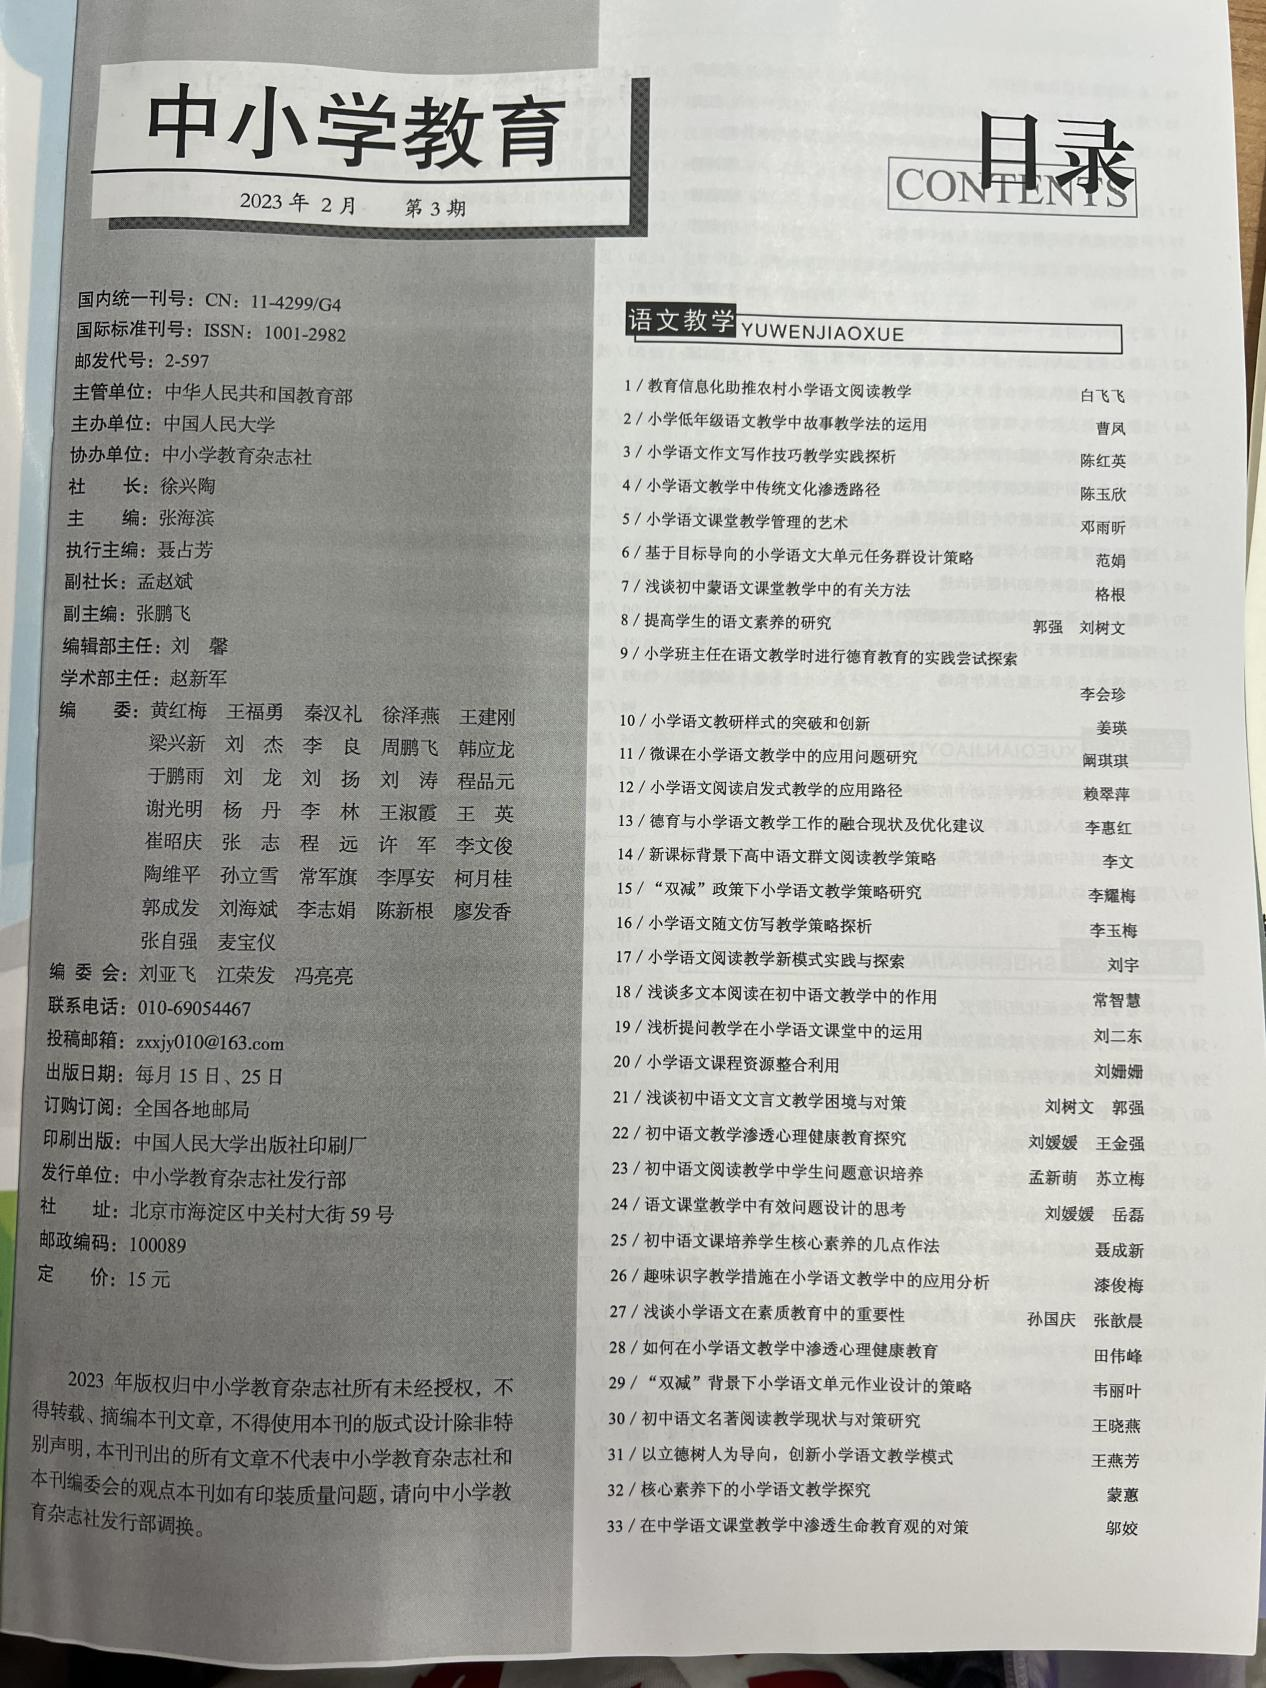 中小学教育
2023 年 2 月 第 3 期
国内统一刊号：CN：11-4299/G4
国际标准刊号：ISSN：1001-2982
邮发代号：2-597
主管单位：中华人民共和国教育部
主办单位：中国人民大学
协办单位：中小学教育杂志社
社 长：徐兴陶
主 编：张海滨
执行主编：聂占芳
副社长：孟赵斌
副主编：张鹏飞
编辑部主任：刘 馨
学术部主任：赵新军
编 委：黄红梅 王福勇 秦汉礼 徐泽燕 王建刚
梁兴新 刘 杰 李 良 周鹏飞 韩应龙
于鹏雨 刘 龙 刘 扬 刘 涛 程品元
谢光明 杨 丹 李 林 王淑霞 王 英
崔昭庆 张 志 程 远 许 军 李文俊
陶维平 孙立雪 常军旗 李厚安 柯月桂
郭成发 刘海斌 李志娟 陈新根 廖发香
张自强 麦宝仪
编 委 会：刘亚飞 江荣发 冯亮亮
联系电话：010-69054467
投稿邮箱：zxxjy010@163.com
出版日期：每月 15 日、25 日
订购订阅：全国各地邮局
印刷出版：中国人民大学出版社印刷厂
发行单位：中小学教育杂志社发行部
社 址：北京市海淀区中关村大街 59 号
邮政编码：100089
定 价：15 元
2023 年版权归中小学教育杂志社所有未经授权，不
得转载、摘编本刊文章，不得使用本刊的版式设计除非特
别声明，本刊刊出的所有文章不代表中小学教育杂志社和
本刊编委会的观点本刊如有印装质量问题，请向中小学教
育杂志社发行部调换。
目录
CONTENTS
语文教学 YUWENJIAOXUE
1 / 教育信息化助推农村小学语文阅读教学 白飞飞
2 / 小学低年级语文教学中故事教学法的运用 曹凤
3 / 小学语文作文写作技巧教学实践探析 陈红英
4 / 小学语文教学中传统文化渗透路径 陈玉欣
5 / 小学语文课堂教学管理的艺术 邓雨昕
6 / 基于目标导向的小学语文大单元任务群设计策略 范娟
7 / 浅谈初中蒙语文课堂教学中的有关方法 格根
8 / 提高学生的语文素养的研究 郭强 刘树文
9 / 小学班主任在语文教学时进行德育教育的实践尝试探索
李会珍
10 / 小学语文教研样式的突破和创新 姜瑛
11 / 微课在小学语文教学中的应用问题研究 阚琪琪
12 / 小学语文阅读启发式教学的应用路径 赖翠萍
13 / 德育与小学语文教学工作的融合现状及优化建议 李惠红
14 / 新课标背景下高中语文群文阅读教学策略 李文
15 / “双减”政策下小学语文教学策略研究 李耀梅
16 / 小学语文随文仿写教学策略探析 李玉梅
17 / 小学语文阅读教学新模式实践与探索 刘宇
18 / 浅谈多文本阅读在初中语文教学中的作用 常智慧
19 / 浅析提问教学在小学语文课堂中的运用 刘二东
20 / 小学语文课程资源整合利用 刘姗姗
21 / 浅谈初中语文文言文教学困境与对策 刘树文 郭强
22 / 初中语文教学渗透心理健康教育探究 刘媛媛 王金强
23 / 初中语文阅读教学中学生问题意识培养 孟新萌 苏立梅
24 / 语文课堂教学中有效问题设计的思考 刘媛媛 岳磊
25 / 初中语文课培养学生核心素养的几点作法 聂成新
26 / 趣味识字教学措施在小学语文教学中的应用分析 漆俊梅
27 / 浅谈小学语文在素质教育中的重要性 孙国庆 张歆晨
28 / 如何在小学语文教学中渗透心理健康教育 田伟峰
29 / “双减”背景下小学语文单元作业设计的策略 韦丽叶
30 / 初中语文名著阅读教学现状与对策研究 王晓燕
31 / 以立德树人为导向，创新小学语文教学模式 王燕芳
32 / 核心素养下的小学语文教学探究 蒙蕙
33 / 在中学语文课堂教学中渗透生命教育观的对策 邬姣